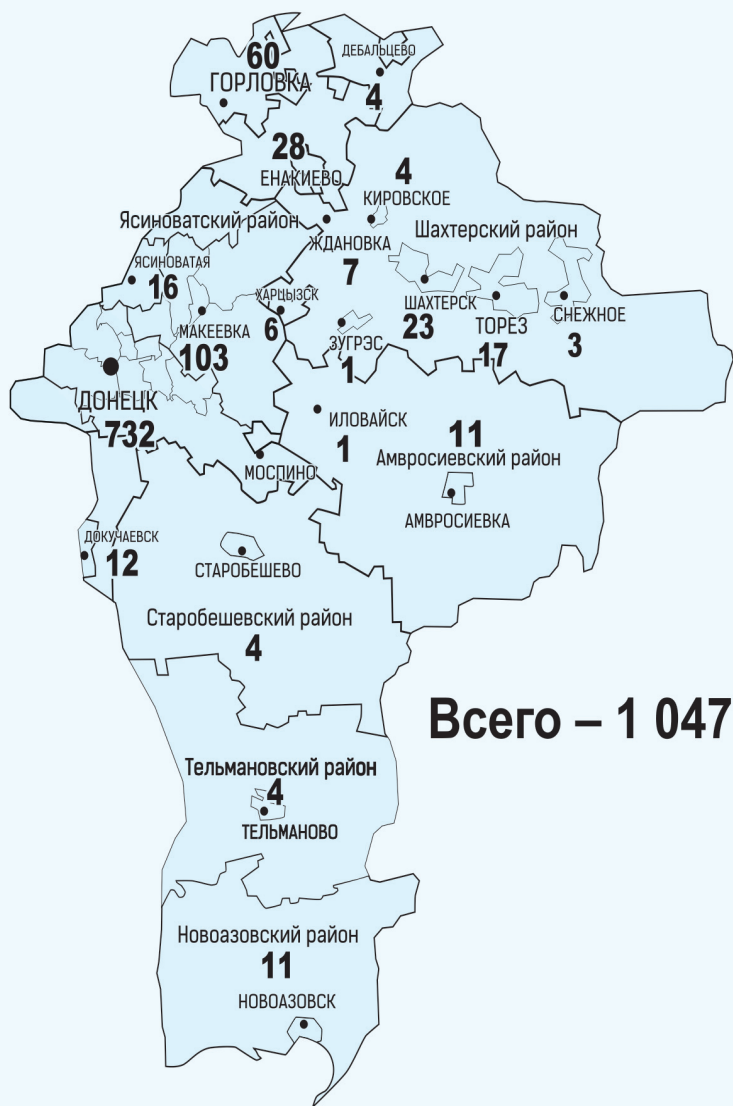 60
ГОРЛОВКА
ДЕБАЛЬЦЕВО
4
28
ЕНАКИЕВО
4
КИРОВСКОЕ
Ясиноватский район
ЖДАНОВКА
7
Шахтерский район
ЯСИНОВАТАЯ
16
МАКЕЕВКА
103
ХАРЦЫЗСК
6
ШАХТЕРСК
23
ТОРЕЗ
17
СНЕЖНОЕ
3
ЗУГРЭС
1
ДОНЕЦК
732
ИЛОВАЙСК
1
11
Амвросиевский район
АМВРОСИЕВКА
МОСПИНО
ДОКУЧАЕВСК
12
СТАРОБЕШЕВО
Старобешевский район
4
Всего – 1 047
Тельмановский район
4
ТЕЛЬМАНОВО
Новоазовский район
11
НОВОАЗОВСК